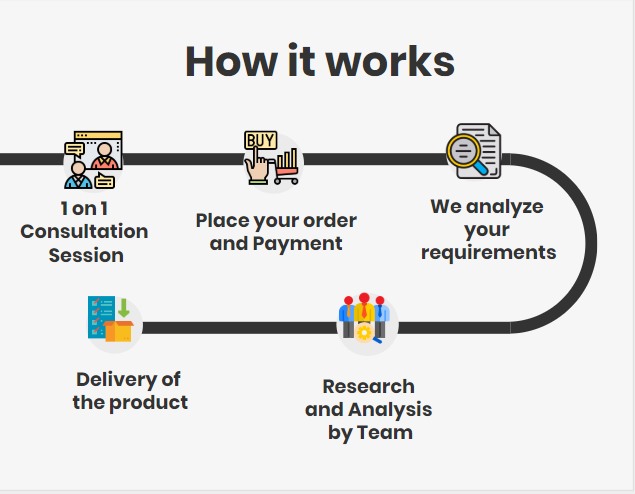 How it works
BUY
1 on 1
Consultation
Session
Place your order
and Payment
We analyze
your
requirements
Research
and Analysis
by Team
Delivery of
the product